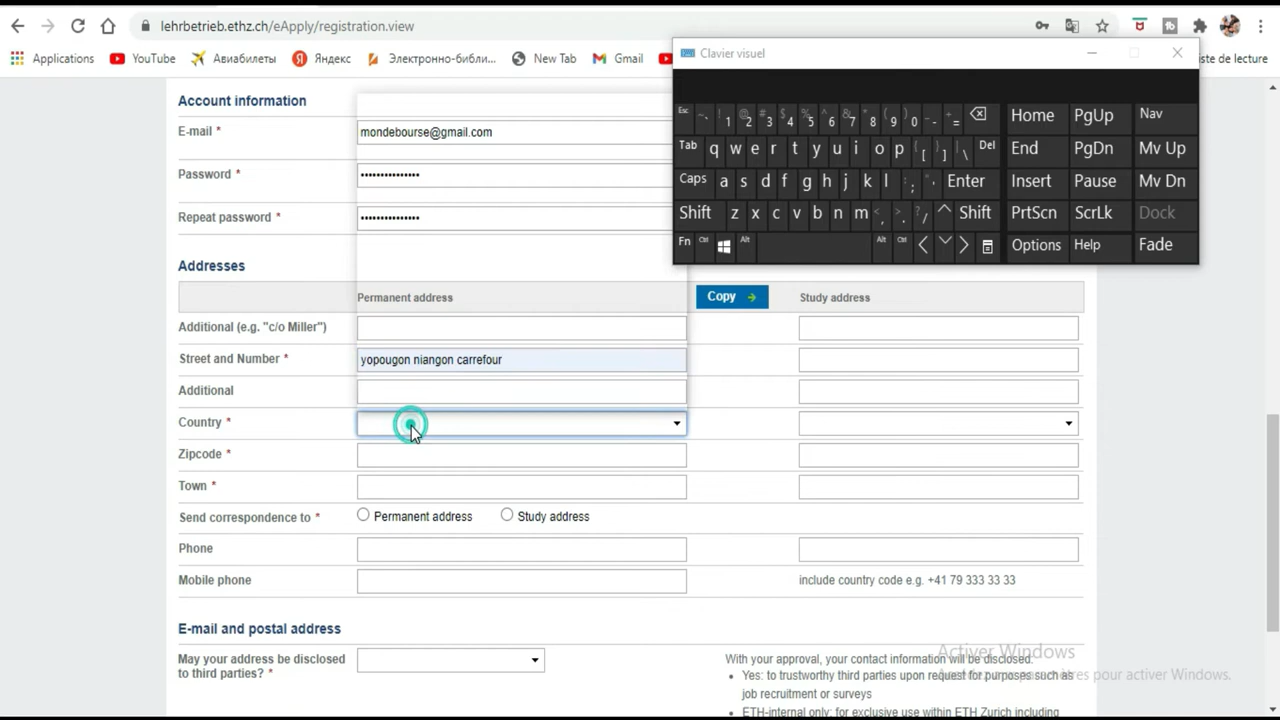 lehrbetrieb.ethz.ch/eApply/registration.view
Applications YouTube Авиабилеты Яндекс Электронно-библи... New Tab Gmail
ste de lecture
Clavier visuel
Esc ! 1 @ 2 # 3 $ 4 % 5 ^ 6 & 7 * 8 ( 9 ) 0 _ - + = Home PgUp Nav
Tab q w e r t y u i o p { [ } ] | \ Del End PgDn Mv Up
Caps a s d f g h j k l : ; " ' Enter Insert Pause Mv Dn
Shift z x c v b n m < , > . ? / Shift PrtScn ScrLk Dock
Fn Ctrl Alt Alt Ctrl Options Help Fade
Account information
E-mail * mondebourse@gmail.com
Password * •••••••••••••••
Repeat password * •••••••••••••••
Addresses
Permanent address Copy Study address
Additional (e.g. "c/o Miller")
Street and Number * yopougon niangon carrefour
Additional
Country *
Zipcode *
Town *
Send correspondence to * Permanent address Study address
Phone
Mobile phone include country code e.g. +41 79 333 33 33
E-mail and postal address
May your address be disclosed to third parties? *
With your approval, your contact information will be disclosed.
Yes: to trustworthy third parties upon request for purposes such as
job recruitment or surveys
ETH-internal only: for exclusive use within ETH Zurich including
Activer Windows
pour activer Windows.